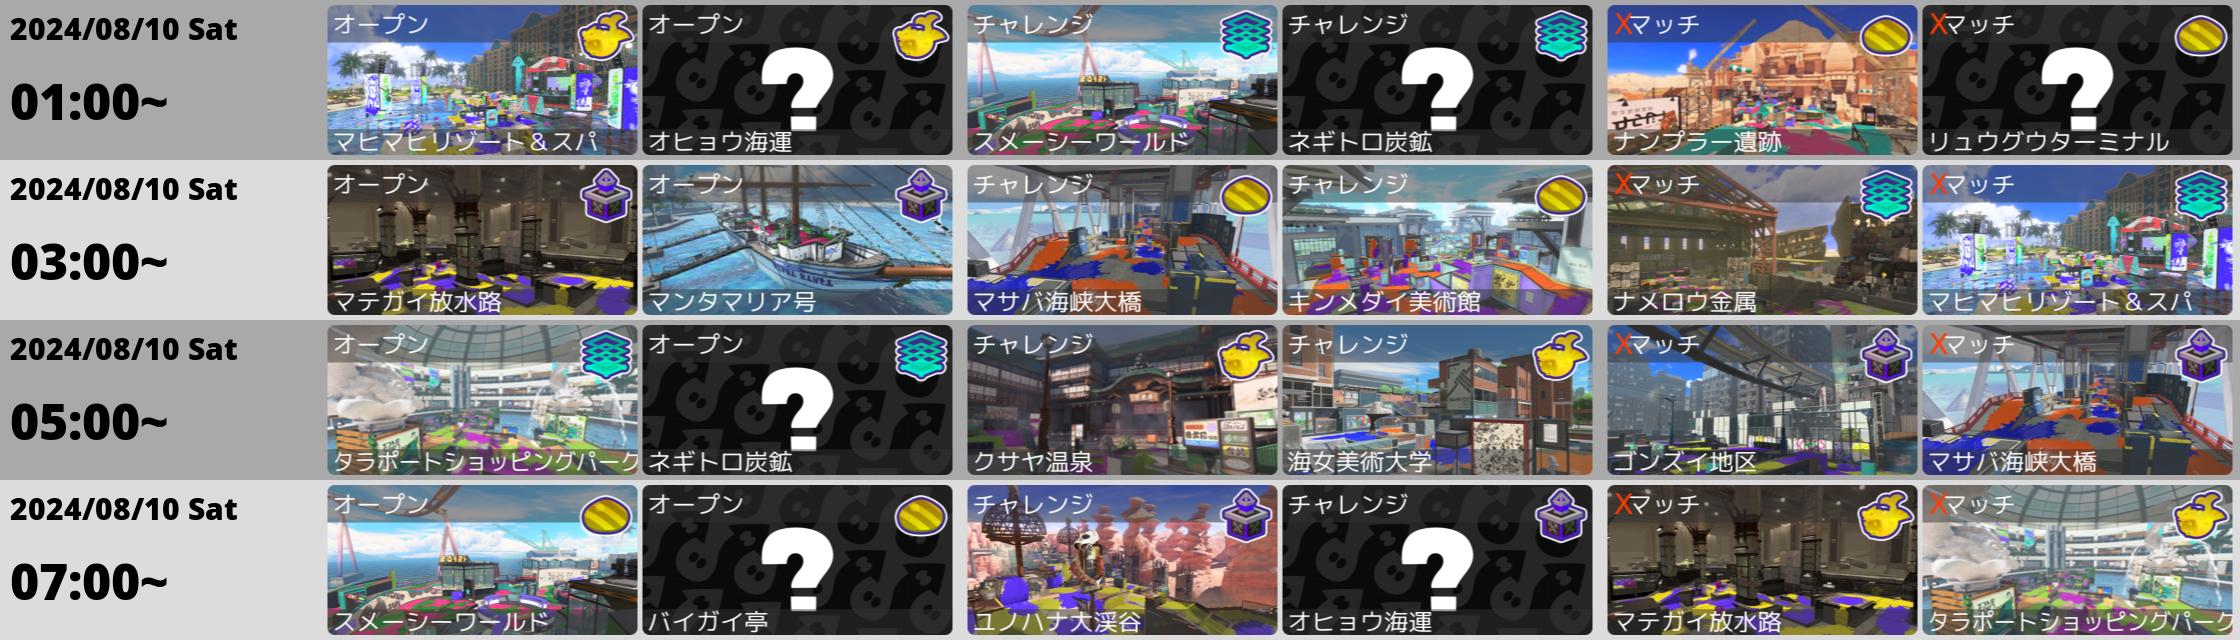 2024/08/10 Sat
01:00~
オープン
マヒマヒリゾート＆スパ
オープン
オヒョウ海運
チャレンジ
スメーシーワールド
チャレンジ
ネギトロ炭鉱
Xマッチ
ナンプラー遺跡
Xマッチ
リュウグウターミナル
2024/08/10 Sat
03:00~
オープン
マテガイ放水路
オープン
マンタマリア号
チャレンジ
マサバ海峡大橋
チャレンジ
キンメダイ美術館
Xマッチ
ナメロウ金属
Xマッチ
マヒマヒリゾート＆スパ
2024/08/10 Sat
05:00~
オープン
タラポートショッピングパーク
オープン
ネギトロ炭鉱
チャレンジ
クサヤ温泉
チャレンジ
海女美術大学
Xマッチ
ゴンズイ地区
Xマッチ
マサバ海峡大橋
2024/08/10 Sat
07:00~
オープン
スメーシーワールド
オープン
バイガイ亭
チャレンジ
ユノハナ大渓谷
チャレンジ
オヒョウ海運
Xマッチ
マテガイ放水路
Xマッチ
タラポートショッピングパーク